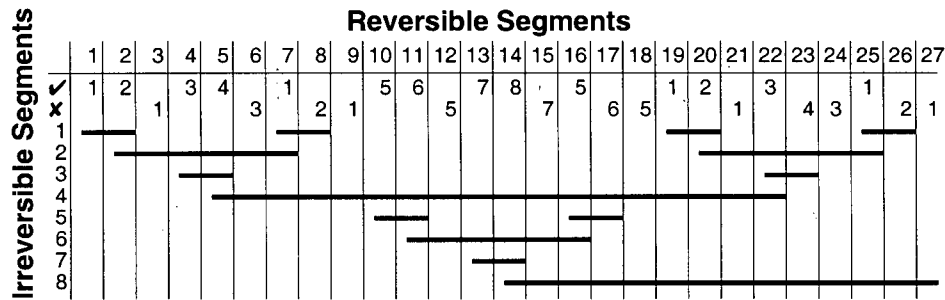 Reversible Segments
Irreversible Segments
1 2 3 4 5 6 7 8 9 10 11 12 13 14 15 16 17 18 19 20 21 22 23 24 25 26 27
✓ 1 2 3 4 1 5 6 7 8 5 1 2 3 1
✗ 1 3 2 1 5 7 6 5 1 4 3 2 1
1
2
3
4
5
6
7
8